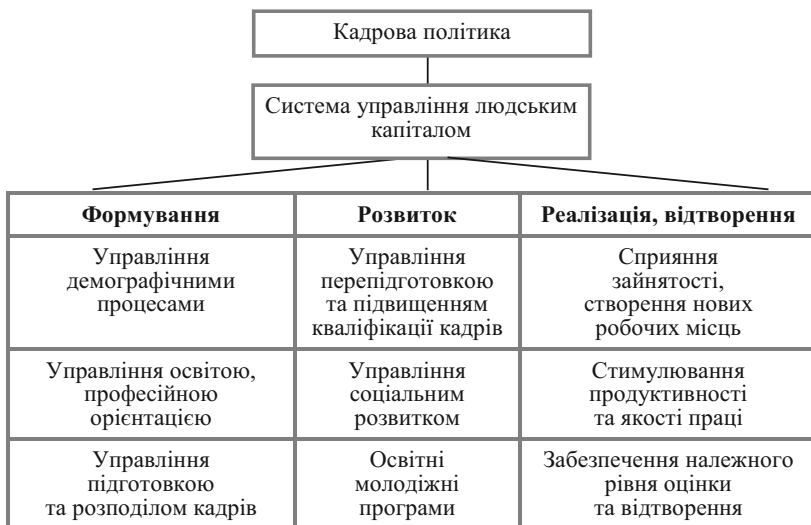 Кадрова політика
Система управління людським
капіталом
Формування
Розвиток
Реалізація, відтворення
Управління
демографічними
процесами
Управління
перепідготовкою
та підвищенням
кваліфікації кадрів
Сприяння
зайнятості,
створення нових
робочих місць
Управління освітою,
професійною
орієнтацією
Управління
соціальним
розвитком
Стимулювання
продуктивності
та якості праці
Управління
підготовкою
та розподілом кадрів
Освітні
молодіжні
програми
Забезпечення належного
рівня оцінки
та відтворення